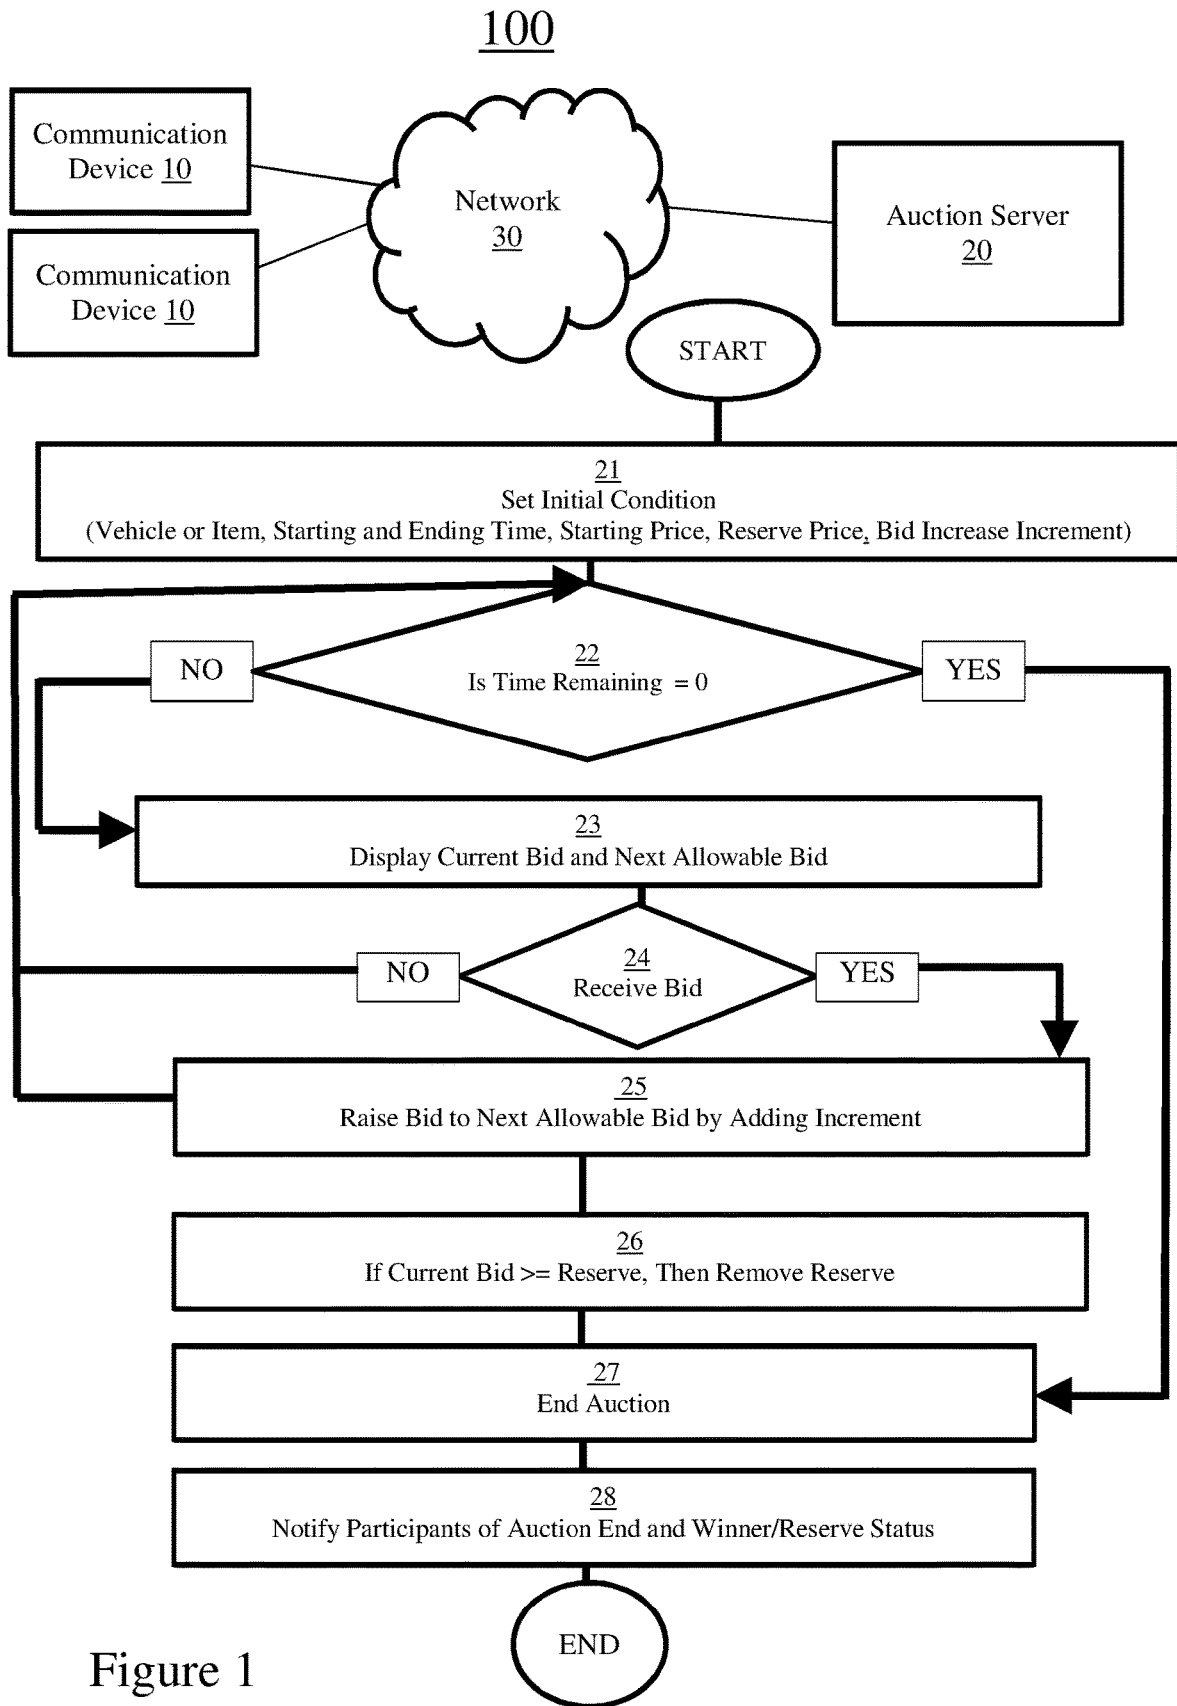 100
Communication
Device 10
Network
30
Auction Server
20
Communication
Device 10
START
21
Set Initial Condition
(Vehicle or Item, Starting and Ending Time, Starting Price, Reserve Price, Bid Increase Increment)
NO
22
Is Time Remaining = 0
YES
23
Display Current Bid and Next Allowable Bid
NO
24
Receive Bid
YES
25
Raise Bid to Next Allowable Bid by Adding Increment
26
If Current Bid >= Reserve, Then Remove Reserve
27
End Auction
28
Notify Participants of Auction End and Winner/Reserve Status
END
Figure 1